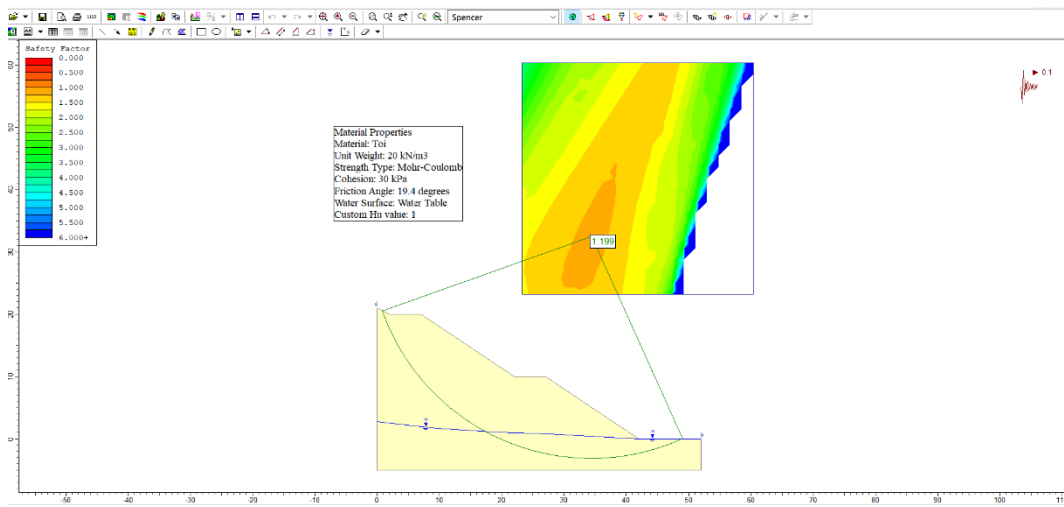 Spencer
Safety Factor
0.000
0.500
1.000
1.500
2.000
2.500
3.000
3.500
4.000
4.500
5.000
5.500
6.000+
Material Properties
Material: Toi
Unit Weight: 20 kN/m3
Strength Type: Mohr-Coulomb
Cohesion: 30 kPa
Friction Angle: 19.4 degrees
Water Surface: Water Table
Custom Hu value: 1
1.199
0.1
60
50
40
30
20
10
0
-50 -40 -30 -20 -10 0 10 20 30 40 50 60 70 80 90 100